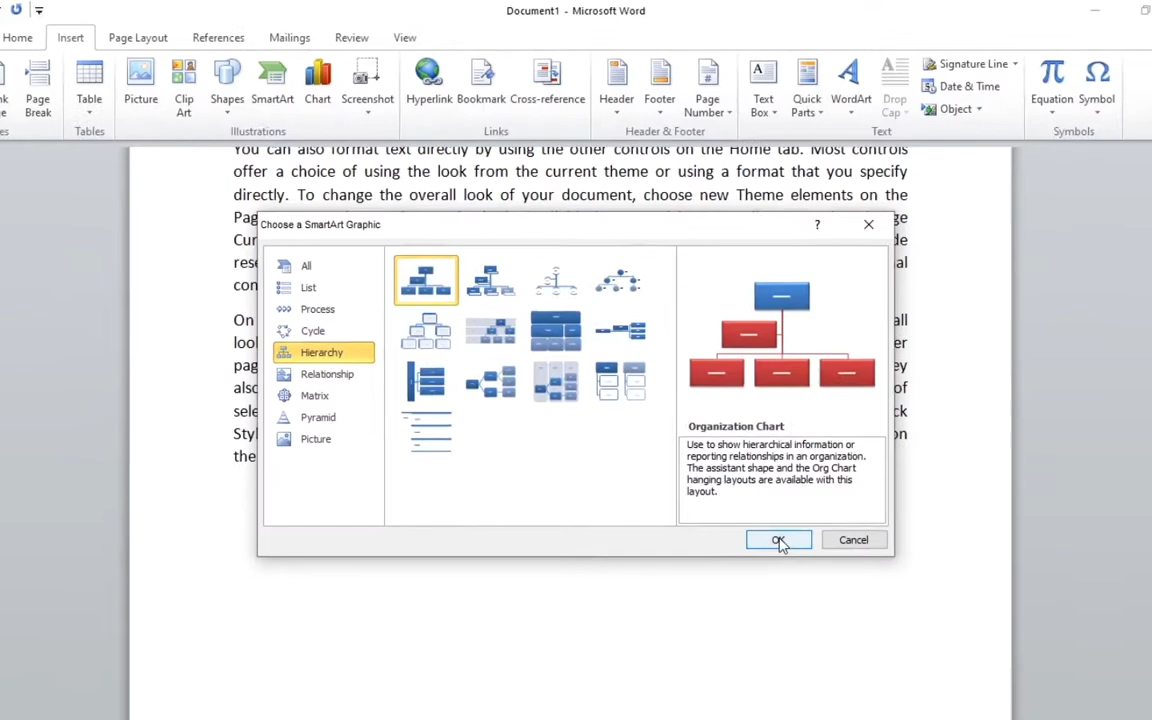 Document1 - Microsoft Word
Home Insert Page Layout References Mailings Review View
Page Break
Table
Picture
Clip Art
Shapes
SmartArt
Chart
Screenshot
Hyperlink
Bookmark
Cross-reference
Header
Footer
Page Number
Text Box
Quick Parts
WordArt
Drop Cap
Signature Line
Date & Time
Object
Equation
Symbol
Tables Illustrations Links Header & Footer Text Symbols
You can also format text directly by using the other controls on the Home tab. Most controls
offer a choice of using the look from the current theme or using a format that you specify
directly. To change the overall look of your document, choose new Theme elements on the
Choose a SmartArt Graphic
?
All
List
Process
Cycle
Hierarchy
Relationship
Matrix
Pyramid
Picture
Organization Chart
Use to show hierarchical information or
reporting relationships in an organization.
The assistant shape and the Org Chart
hanging layouts are available with this
layout.
OK Cancel
On
the